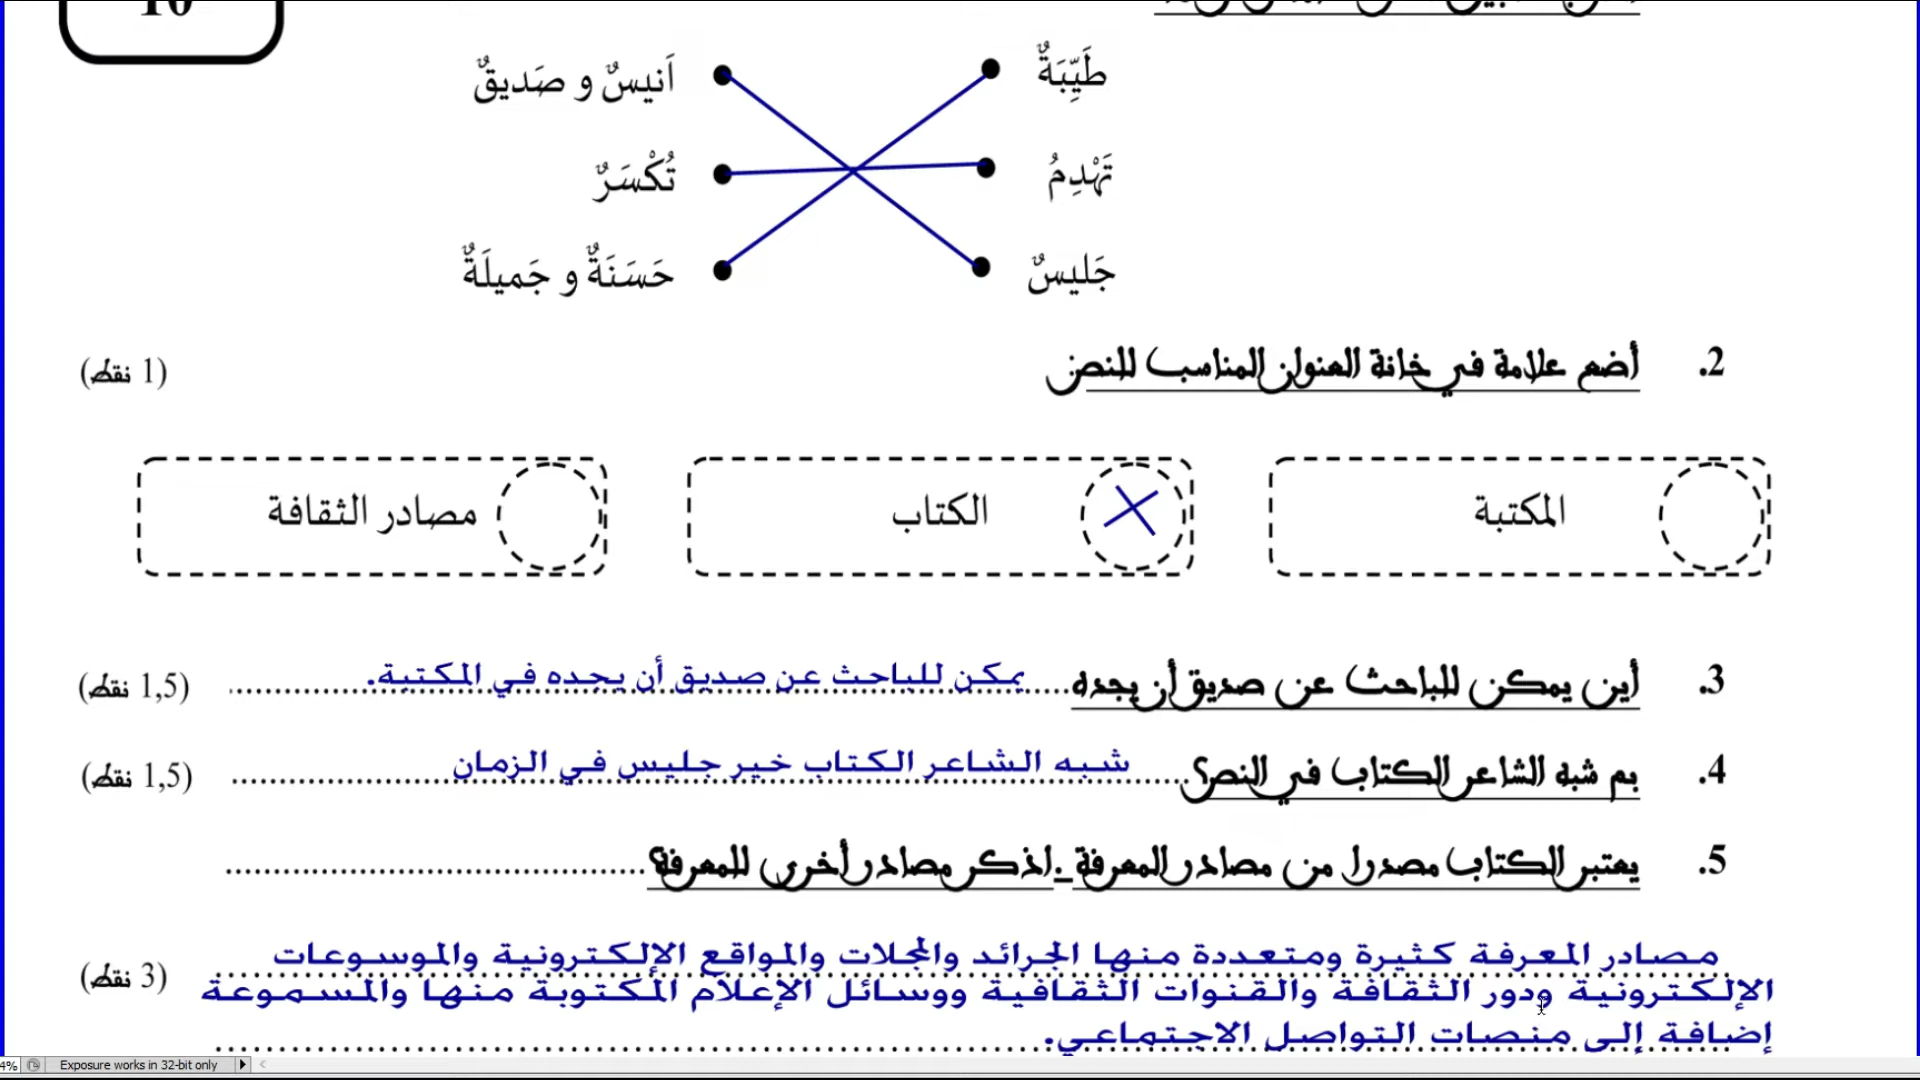 10
طَيِّبَةٌ
اَنيسٌ و صَديقٌ
تَهْدِمُ
تُكْسَرٌ
جَليسٌ
حَسَنَةٌ و جَميلَةٌ
2. أضع علامة في خانة العنوان المناسب للنص: (1 نقط)
المكتبة الكتاب مصادر الثقافة
3. أين يمكن للباحث عن صديق أن يجده يمكن للباحث عن صديق أن يجده في المكتبة. (1,5 نقط)
4. بم شبه الشاعر الكتاب في النص؟ شبه الشاعر الكتاب خير جليس في الزمان (1,5 نقط)
5. يعتبر الكتاب مصدرا من مصادر المعرفة .اذكر مصادر أخرى للمعرفة؟
مصادر المعرفة كثيرة ومتعددة منها الجرائد والمجلات والمواقع الإلكترونية والموسوعات (3 نقط)
الإلكترونية ودور الثقافة والقنوات الثقافية ووسائل الإعلام المكتوبة منها والمسموعة
إضافة إلى منصات التواصل الاجتماعي.
4% Exposure works in 32-bit only